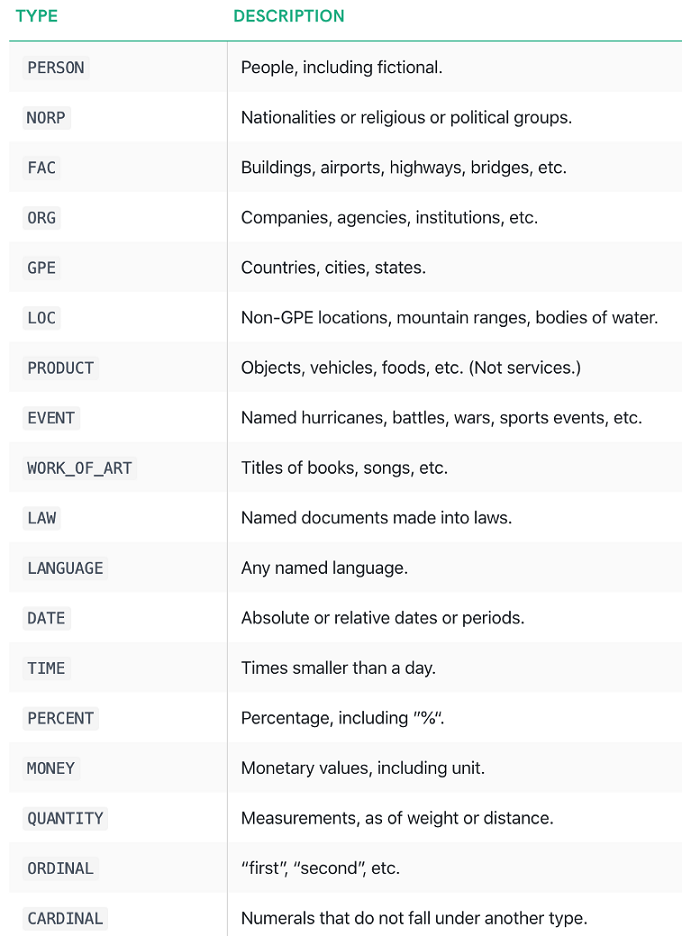 TYPE DESCRIPTION
PERSON People, including fictional.
NORP Nationalities or religious or political groups.
FAC Buildings, airports, highways, bridges, etc.
ORG Companies, agencies, institutions, etc.
GPE Countries, cities, states.
LOC Non-GPE locations, mountain ranges, bodies of water.
PRODUCT Objects, vehicles, foods, etc. (Not services.)
EVENT Named hurricanes, battles, wars, sports events, etc.
WORK_OF_ART Titles of books, songs, etc.
LAW Named documents made into laws.
LANGUAGE Any named language.
DATE Absolute or relative dates or periods.
TIME Times smaller than a day.
PERCENT Percentage, including ”%“.
MONEY Monetary values, including unit.
QUANTITY Measurements, as of weight or distance.
ORDINAL “first”, “second”, etc.
CARDINAL Numerals that do not fall under another type.